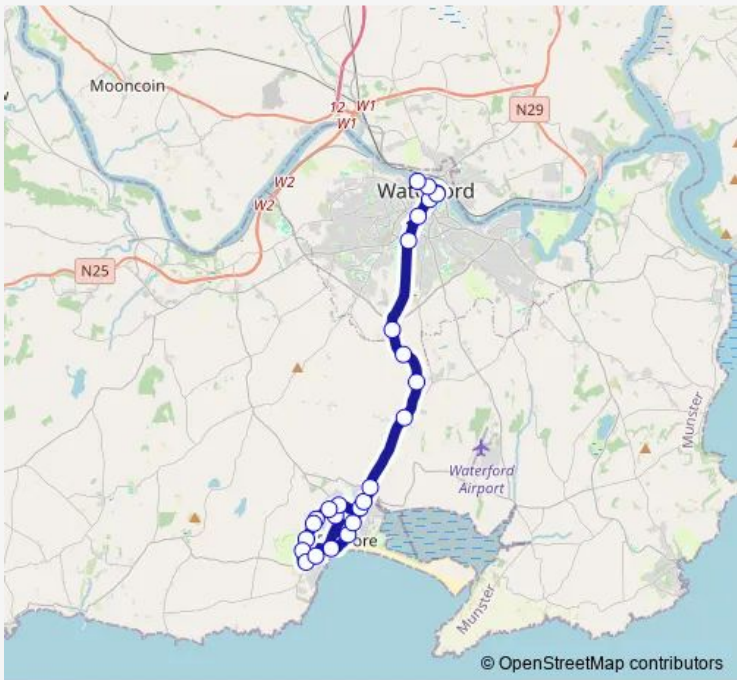 Mooncoin
12
W1
W1
N29
W2
W2
Waterford
N25
Munster
Waterford
Airport
ore
Munster
© OpenStreetMap contributors